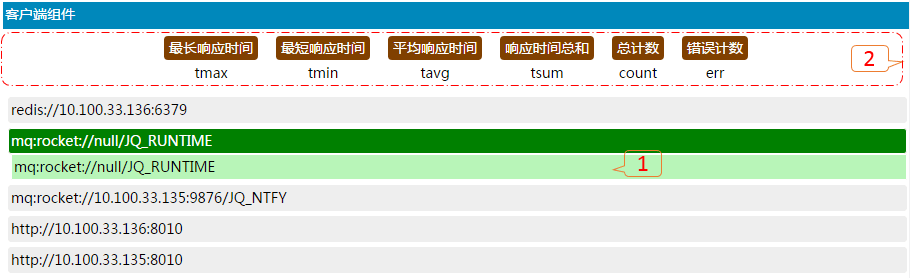 客户端组件
最长响应时间 最短响应时间 平均响应时间 响应时间总和 总计数 错误计数
tmax tmin tavg tsum count err
2
redis://10.100.33.136:6379
mq:rocket://null/JQ_RUNTIME
mq:rocket://null/JQ_RUNTIME
1
mq:rocket://10.100.33.135:9876/JQ_NTFY
http://10.100.33.136:8010
http://10.100.33.135:8010